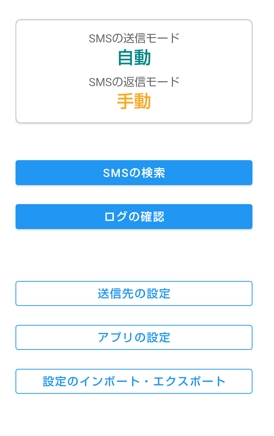 SMSの送信モード
自動
SMSの返信モード
手動
SMSの検索
ログの確認
送信先の設定
アプリの設定
設定のインポート・エクスポート